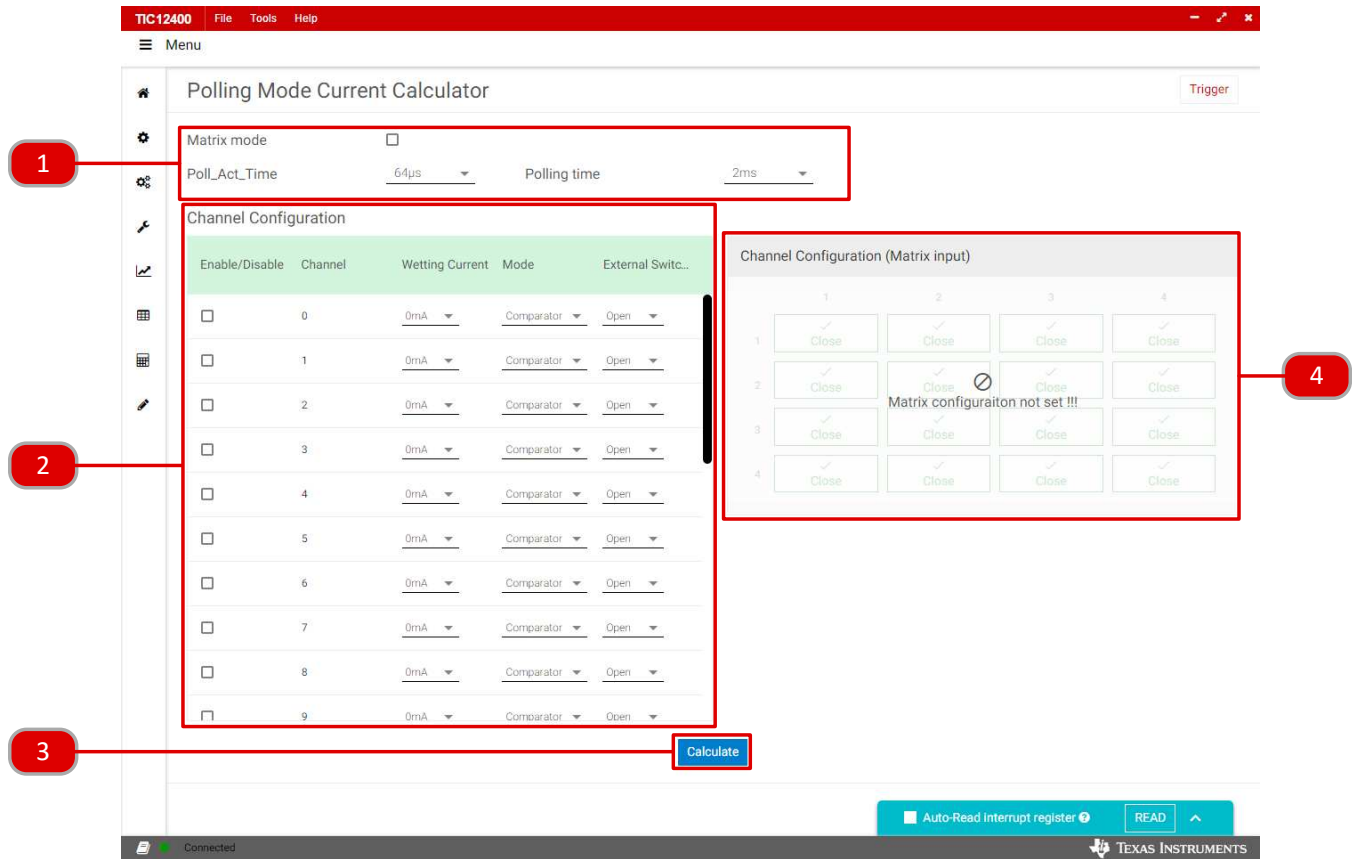 TIC12400 File Tools Help
Menu
Polling Mode Current Calculator
Trigger
1
Matrix mode
Poll_Act_Time 64µs Polling time 2ms
2
Channel Configuration
Enable/Disable Channel Wetting Current Mode External Switc...
0 0mA Comparator Open
1 0mA Comparator Open
2 0mA Comparator Open
3 0mA Comparator Open
4 0mA Comparator Open
5 0mA Comparator Open
6 0mA Comparator Open
7 0mA Comparator Open
8 0mA Comparator Open
9 0mA Comparator Open
3
Calculate
4
Channel Configuration (Matrix input)
1 2 3 4
1 Close Close Close Close
2 Close Close Close Close
Matrix configuraiton not set !!!
3 Close Close Close Close
4 Close Close Close Close
Auto-Read interrupt register ? READ
Connected
TEXAS INSTRUMENTS